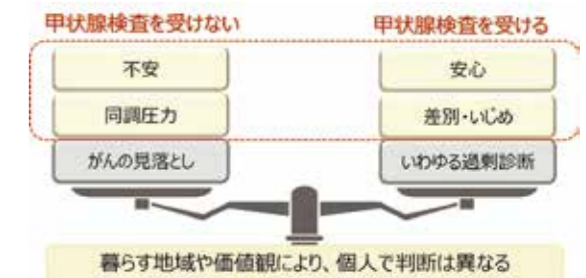 甲状腺検査を受けない
甲状腺検査を受ける
不安
安心
同調圧力
差別・いじめ
がんの見落とし
いわゆる過剰診断
暮らす地域や価値観により、個人で判断は異なる